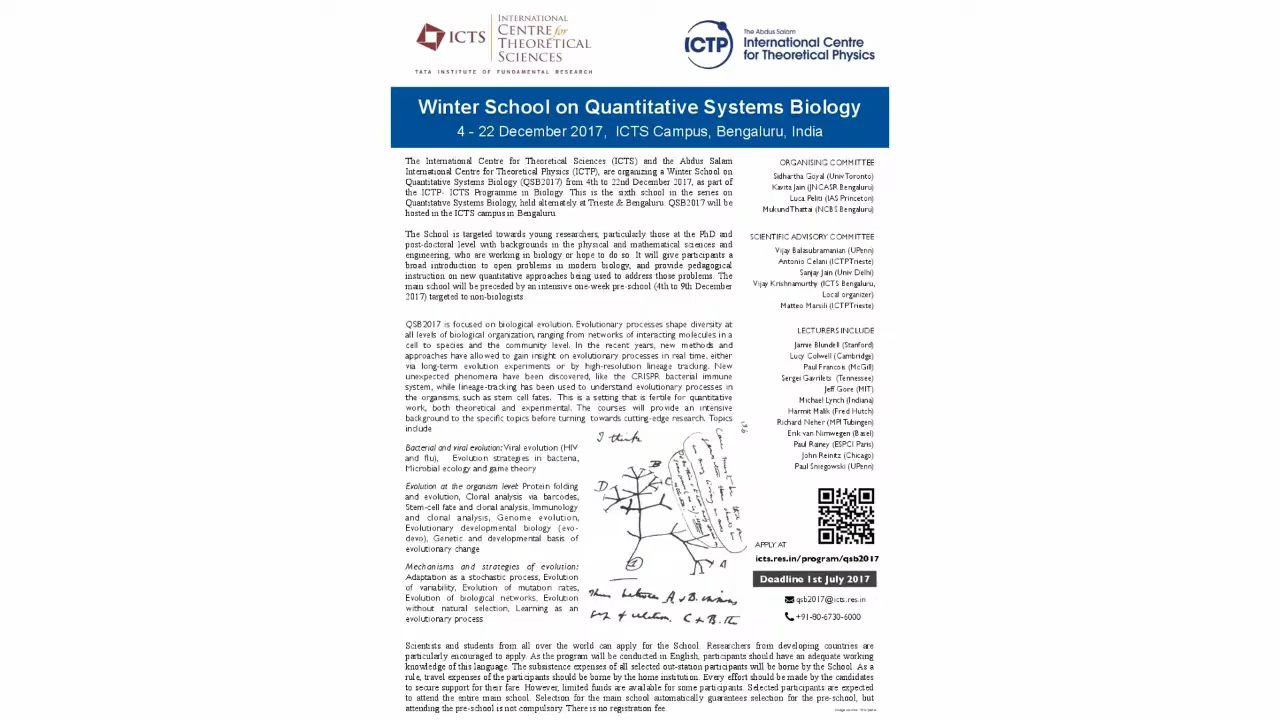 ICTS
INTERNATIONAL
CENTRE for
THEORETICAL
SCIENCES
TATA INSTITUTE OF FUNDAMENTAL RESEARCH
ICTP
The Abdus Salam
International Centre
for Theoretical Physics
Winter School on Quantitative Systems Biology
4 - 22 December 2017, ICTS Campus, Bengaluru, India
The International Centre for Theoretical Sciences (ICTS) and the Abdus Salam
International Centre for Theoretical Physics (ICTP), are organizing a Winter School on
Quantitative Systems Biology (QSB2017) from 4th to 22nd December 2017, as part of
the ICTP- ICTS Programme in Biology. This is the sixth school in the series on
Quantitative Systems Biology, held alternately at Trieste & Bengaluru. QSB2017 will be
hosted in the ICTS campus in Bengaluru.
The School is targeted towards young researchers, particularly those at the PhD and
post-doctoral level with backgrounds in the physical and mathematical sciences and
engineering, who are working in biology or hope to do so. It will give participants a
broad introduction to open problems in modern biology, and provide pedagogical
instruction on new quantitative approaches being used to address those problems. The
main school will be preceded by an intensive one-week pre-school (4th to 9th December
2017) targeted to non-biologists.
QSB2017 is focused on biological evolution. Evolutionary processes shape diversity at
all levels of biological organization, ranging from networks of interacting molecules in a
cell to species and the community level. In the recent years, new methods and
approaches have allowed to gain insight on evolutionary processes in real time, either
via long-term evolution experiments or by high-resolution lineage tracking. New
unexpected phenomena have been discovered, like the CRISPR bacterial immune
system, while lineage-tracking has been used to understand evolutionary processes in
the organisms, such as stem cell fates. This is a setting that is fertile for quantitative
work, both theoretical and experimental. The courses will provide an intensive
background to the specific topics before turning towards cutting-edge research. Topics
include
Bacterial and viral evolution: Viral evolution (HIV
and flu), Evolution strategies in bacteria,
Microbial ecology and game theory
Evolution at the organism level: Protein folding
and evolution, Clonal analysis via barcodes,
Stem-cell fate and clonal analysis, Immunology
and clonal analysis, Genome evolution,
Evolutionary developmental biology (evo-
devo), Genetic and developmental basis of
evolutionary change
Mechanisms and strategies of evolution:
Adaptation as a stochastic process, Evolution
of variability, Evolution of mutation rates,
Evolution of biological networks, Evolution
without natural selection, Learning as an
evolutionary process
I think
B
D
C
A
1
between A & B.
C + B. The
ORGANISING COMMITTEE
Sidhartha Goyal (Univ Toronto)
Kavita Jain (JNCASR Bengaluru)
Luca Peliti (IAS Princeton)
Mukund Thattai (NCBS Bengaluru)
SCIENTIFIC ADVISORY COMMITTEE
Vijay Balasubramanian (UPenn)
Antonio Celani (ICTP Trieste)
Sanjay Jain (Univ Delhi)
Vijay Krishnamurthy (ICTS Bengaluru,
Local organizer)
Matteo Marsili (ICTP Trieste)
LECTURERS INCLUDE
Jamie Blundell (Stanford)
Lucy Colwell (Cambridge)
Paul Francois (McGill)
Sergei Gavrilets (Tennessee)
Jeff Gore (MIT)
Michael Lynch (Indiana)
Harmit Malik (Fred Hutch)
Richard Neher (MPI Tubingen)
Erik van Nimwegen (Basel)
Paul Rainey (ESPCI Paris)
John Reinitz (Chicago)
Paul Sniegowski (UPenn)
APPLY AT
icts.res.in/program/qsb2017
Deadline 1st July 2017
qsb2017@icts.res.in
+91-80-6730-6000
Scientists and students from all over the world can apply for the School. Researchers from developing countries are
particularly encouraged to apply. As the program will be conducted in English, participants should have an adequate working
knowledge of this language. The subsistence expenses of all selected out-station participants will be borne by the School. As a
rule, travel expenses of the participants should be borne by the home institution. Every effort should be made by the candidates
to secure support for their fare. However, limited funds are available for some participants. Selected participants are expected
to attend the entire main school. Selection for the main school automatically guarantees selection for the pre-school, but
attending the pre-school is not compulsory. There is no registration fee.